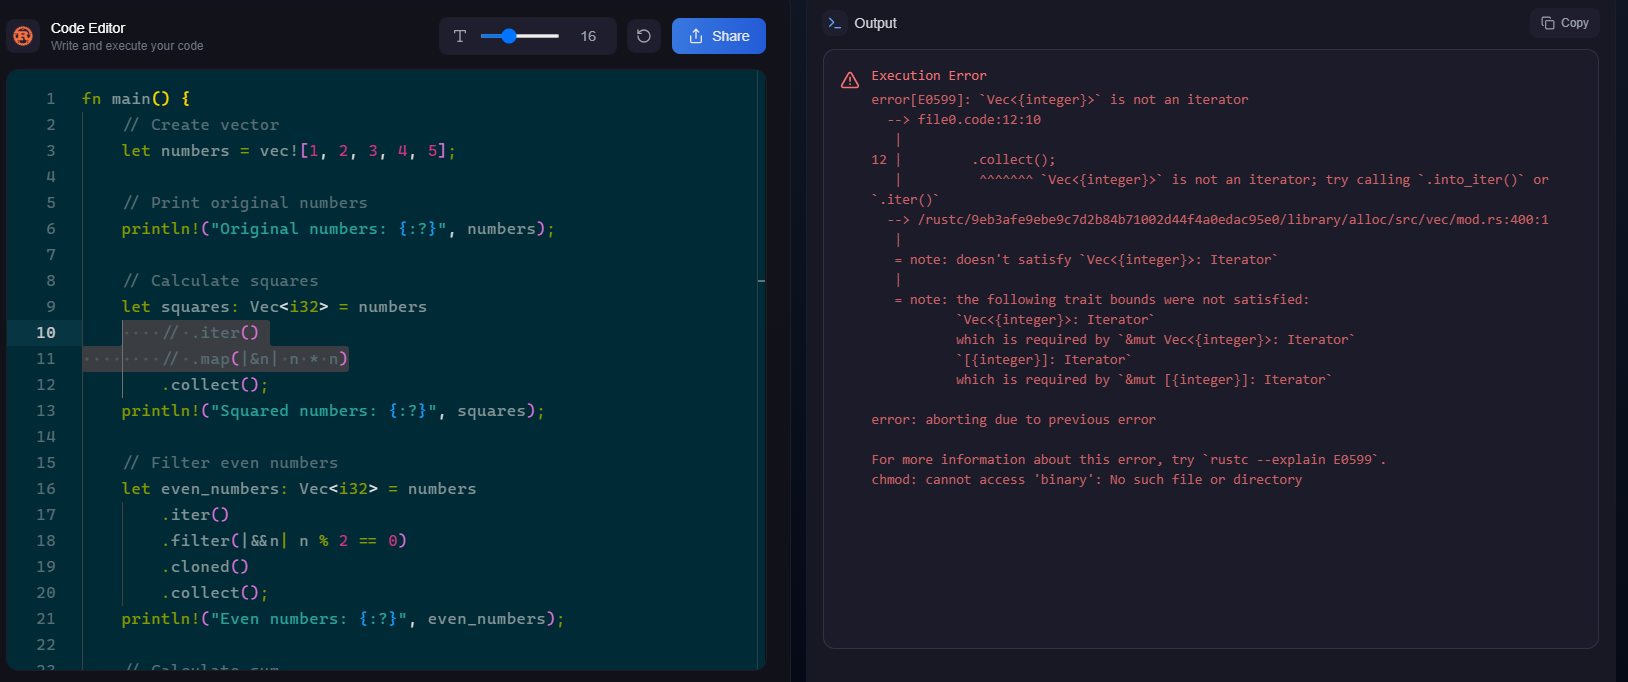 Code Editor
Write and execute your code
16
Share
1 fn main() {
2 // Create vector
3 let numbers = vec![1, 2, 3, 4, 5];
4
5 // Print original numbers
6 println!("Original numbers: {:?}", numbers);
7
8 // Calculate squares
9 let squares: Vec<i32> = numbers
10 // .iter()
11 // .map(|&n| n * n)
12 .collect();
13 println!("Squared numbers: {:?}", squares);
14
15 // Filter even numbers
16 let even_numbers: Vec<i32> = numbers
17 .iter()
18 .filter(|&&n| n % 2 == 0)
19 .cloned()
20 .collect();
21 println!("Even numbers: {:?}", even_numbers);
22
23 // Calculate sum
Output
Copy
Execution Error
error[E0599]: `Vec<{integer}>` is not an iterator
--> file0.code:12:10
|
12 | .collect();
| ^^^^^^^ `Vec<{integer}>` is not an iterator; try calling `.into_iter()` or
`.iter()`
--> /rustc/9eb3afe9ebe9c7d2b84b71002d44f4a0edac95e0/library/alloc/src/vec/mod.rs:400:1
|
= note: doesn't satisfy `Vec<{integer}>: Iterator`
|
= note: the following trait bounds were not satisfied:
`Vec<{integer}>: Iterator`
which is required by `&mut Vec<{integer}>: Iterator`
`[{integer}]: Iterator`
which is required by `&mut [{integer}]: Iterator`
error: aborting due to previous error
For more information about this error, try `rustc --explain E0599`.
chmod: cannot access 'binary': No such file or directory